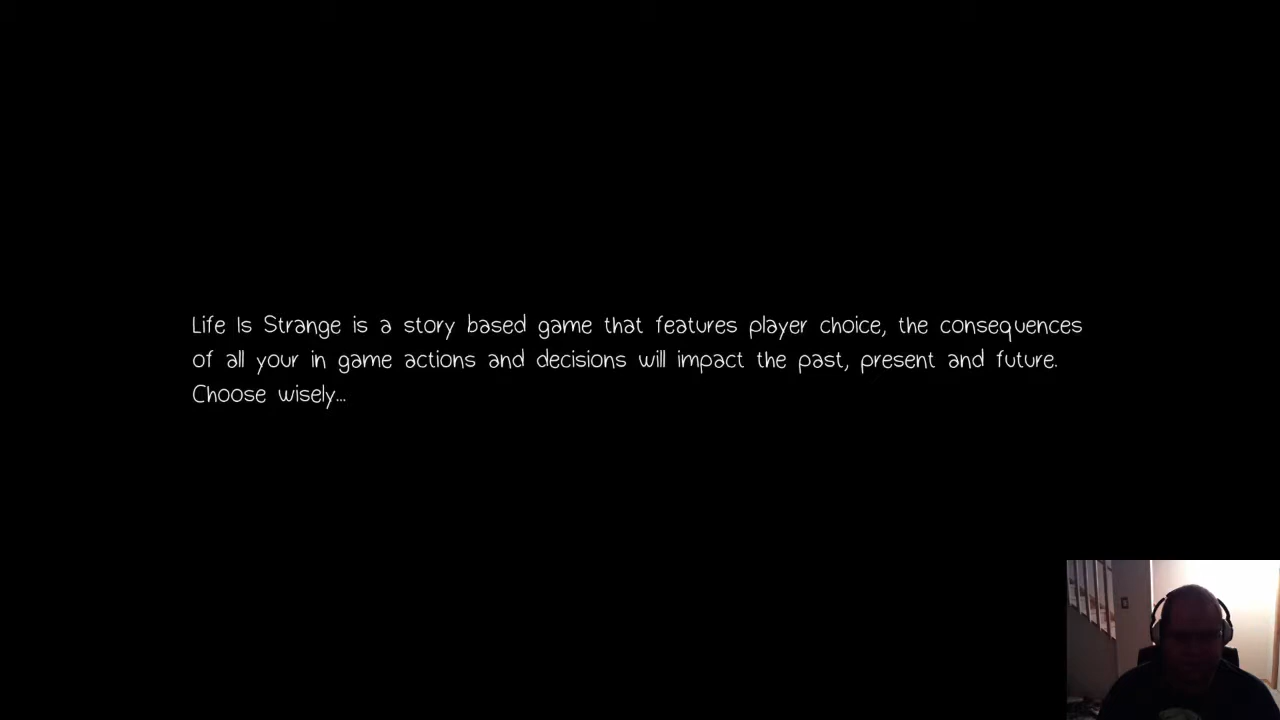 Life Is Strange is a story based game that features player choice, the consequences
of all your in game actions and decisions will impact the past, present and future.
Choose wisely...